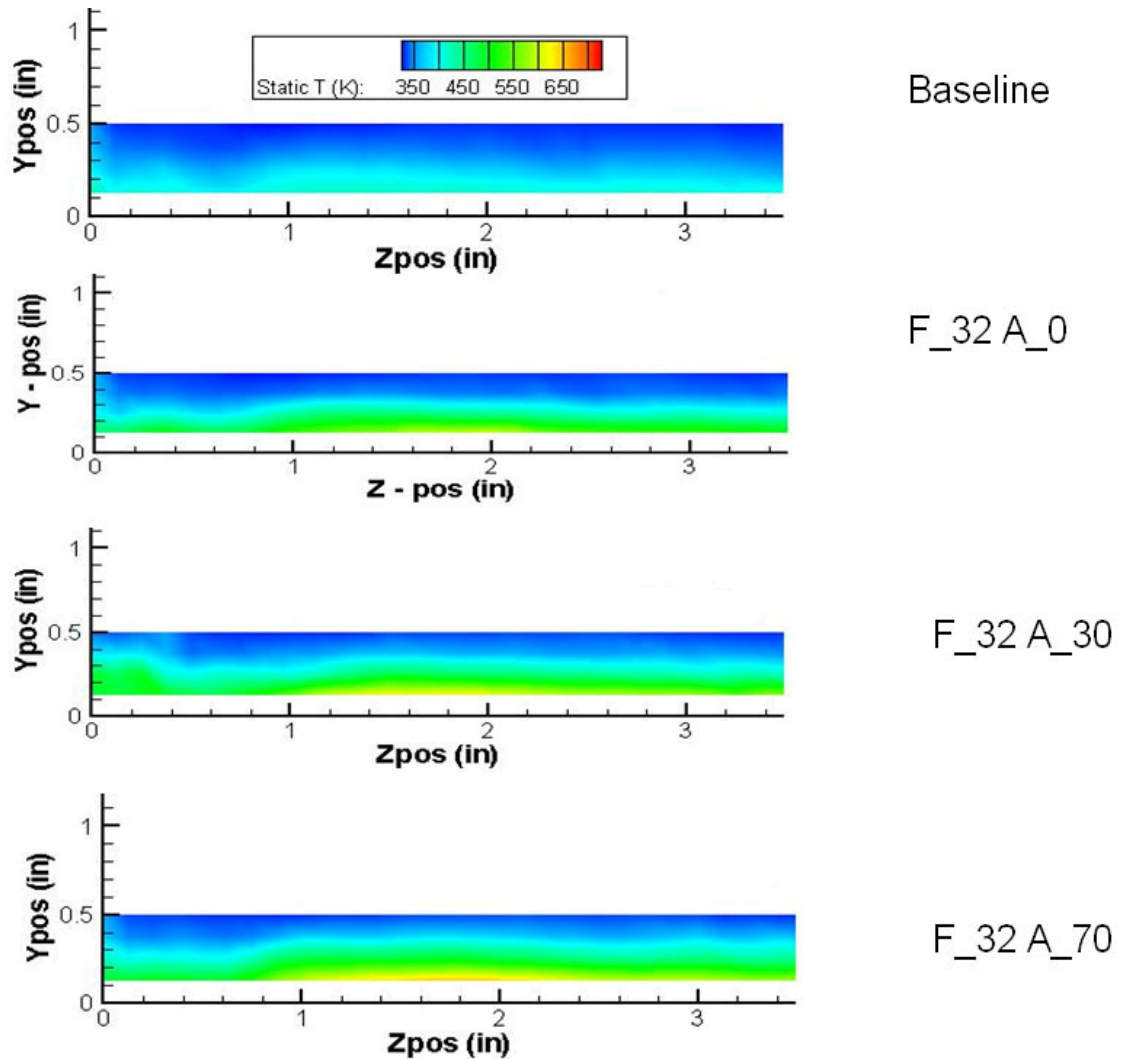 1
Static T (K): 350 450 550 650
Baseline
0.5
Ypos (in)
0
0 1 2 3
Zpos (in)
1
F_32 A_0
0.5
Y - pos (in)
0
0 1 2 3
Z - pos (in)
1
0.5
F_32 A_30
Ypos (in)
0
0 1 2 3
Zpos (in)
1
0.5
F_32 A_70
Ypos (in)
0
0 1 2 3
Zpos (in)